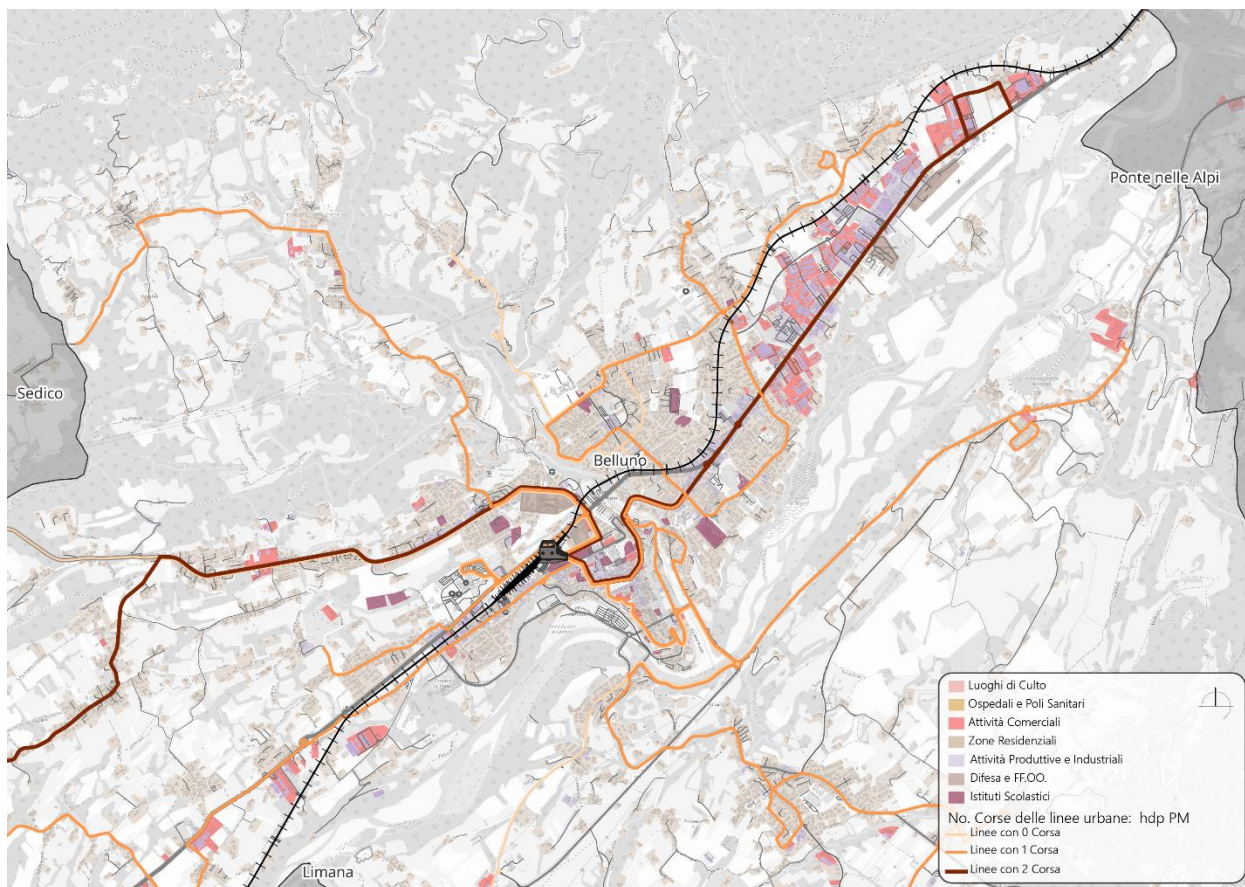 Ponte nelle Alpi
Sedico
Belluno
Limana
Luoghi di Culto
Ospedali e Poli Sanitari
Attività Comerciali
Zone Residenziali
Attività Produttive e Industriali
Difesa e FF.OO.
Istituti Scolastici
No. Corse delle linee urbane: hdp PM
Linee con 0 Corsa
Linee con 1 Corsa
Linee con 2 Corsa